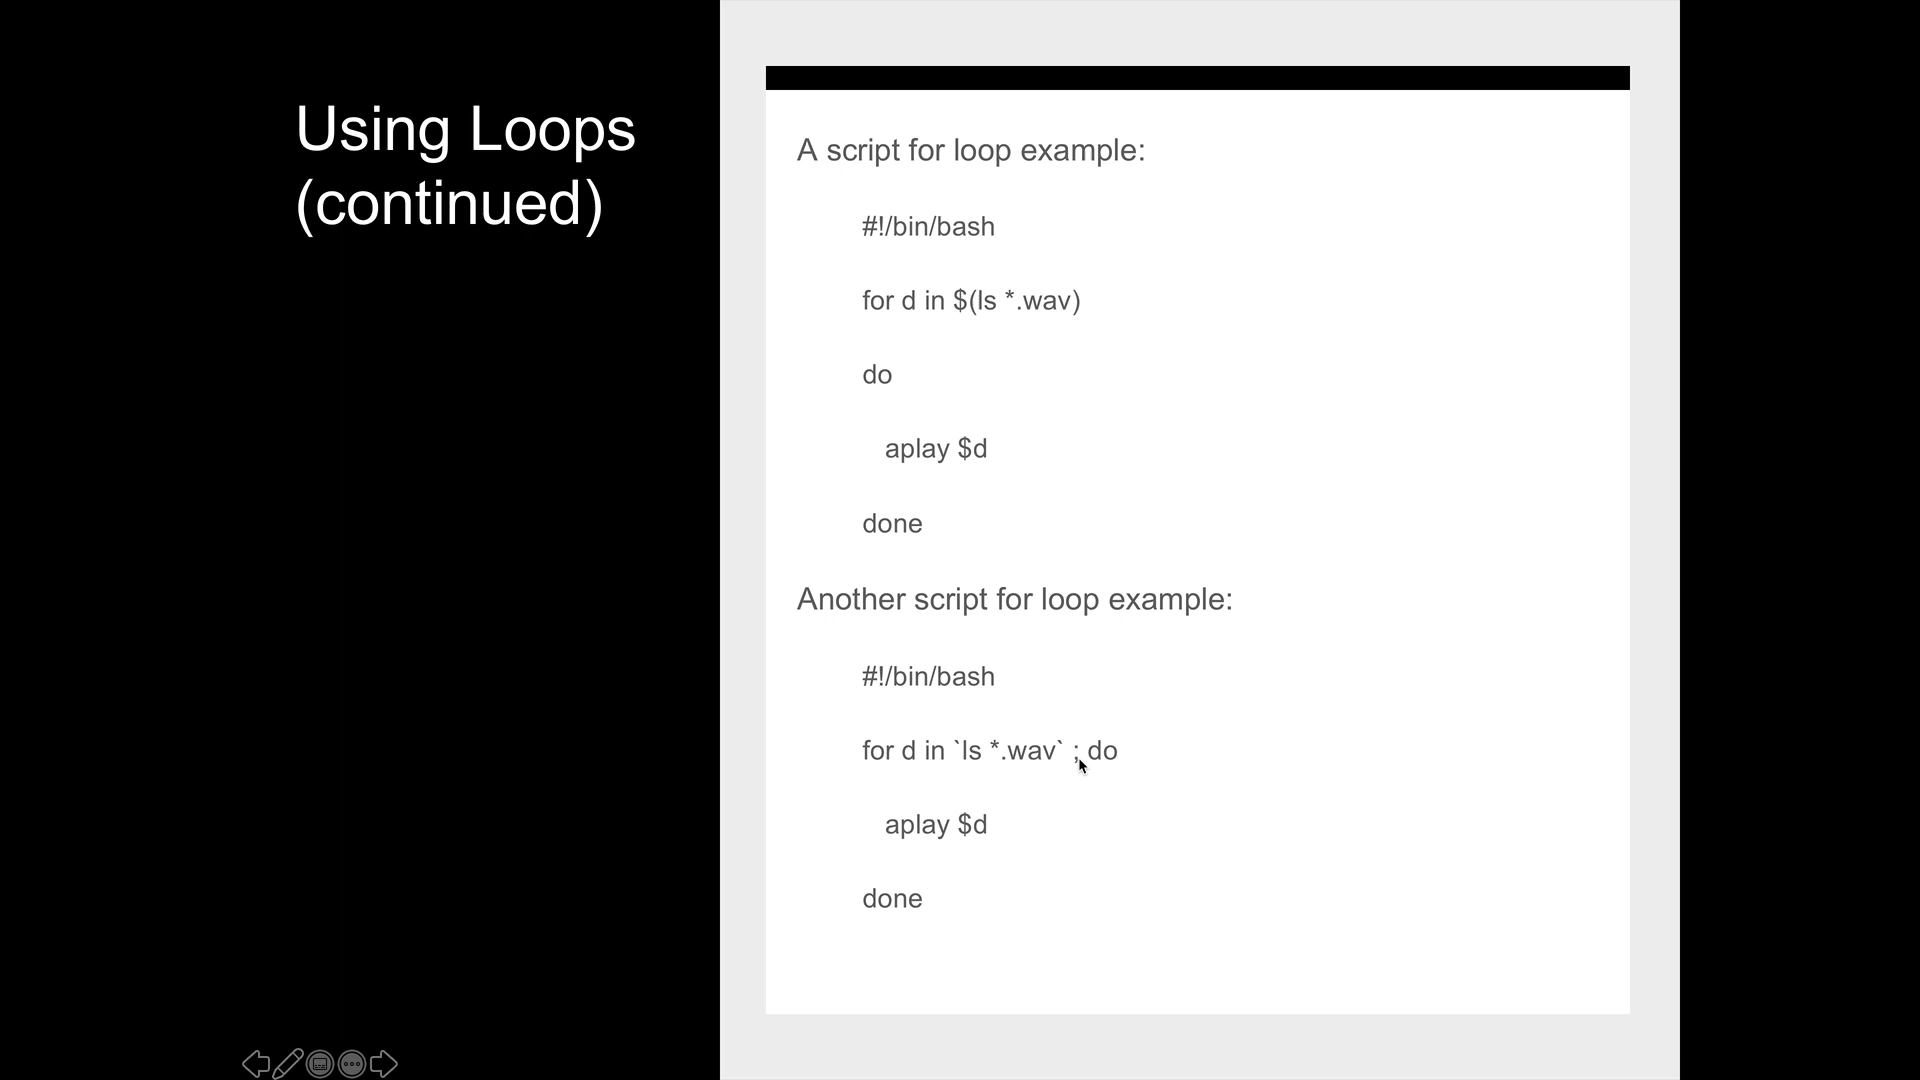 Using Loops
(continued)
A script for loop example:
#!/bin/bash
for d in $(ls *.wav)
do
aplay $d
done
Another script for loop example:
#!/bin/bash
for d in `ls *.wav` ; do
aplay $d
done